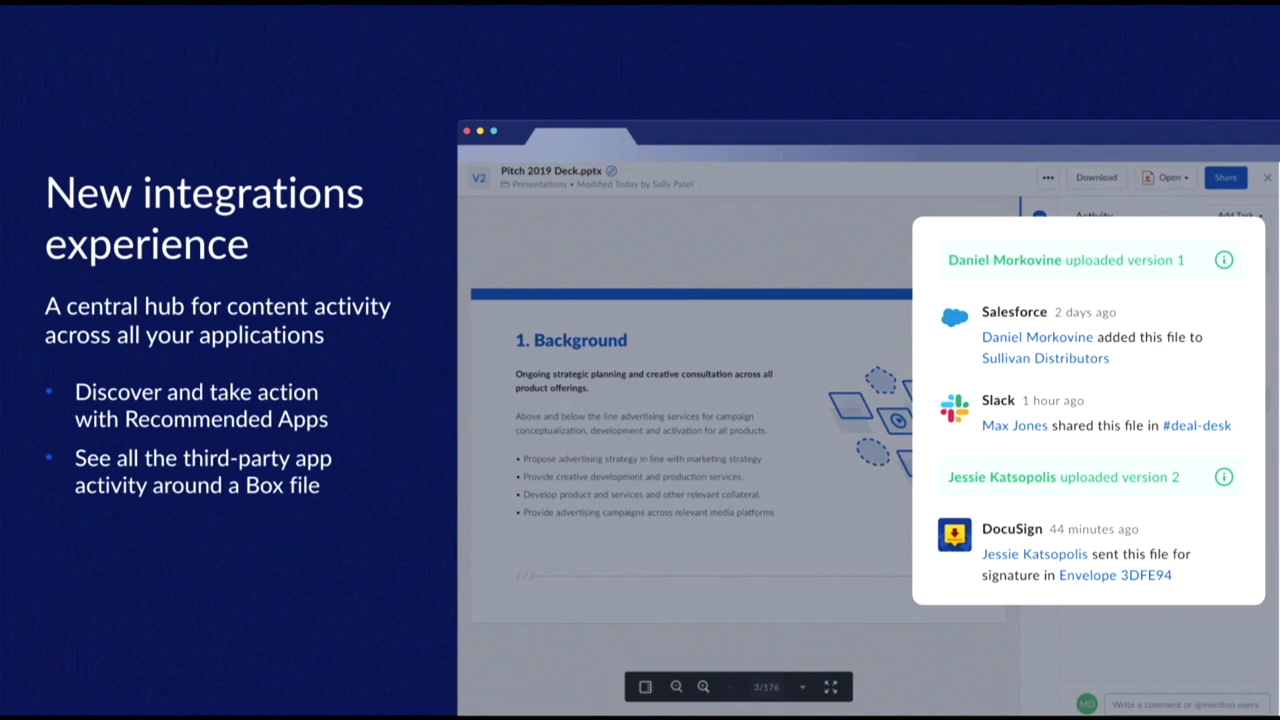 New integrations
experience
A central hub for content activity
across all your applications
• Discover and take action
with Recommended Apps
• See all the third-party app
activity around a Box file
V2
Pitch 2019 Deck.pptx
Presentations • Modified Today by Sally Patel
Download
Open
Share
Activity
Add Task
1. Background
Ongoing strategic planning and creative consultation across all
product offerings.
Above and below the line advertising services for campaign
conceptualization, development and activation for all products.
• Propose advertising strategy in line with marketing strategy
• Provide creative development and production services.
• Develop product and services and other relevant collateral.
• Provide advertising campaigns across relevant media platforms
3/176
Daniel Morkovine uploaded version 1
Salesforce 2 days ago
Daniel Morkovine added this file to
Sullivan Distributors
Slack 1 hour ago
Max Jones shared this file in #deal-desk
Jessie Katsopolis uploaded version 2
DocuSign 44 minutes ago
Jessie Katsopolis sent this file for
signature in Envelope 3DFE94
MO
Write a comment or @mention users